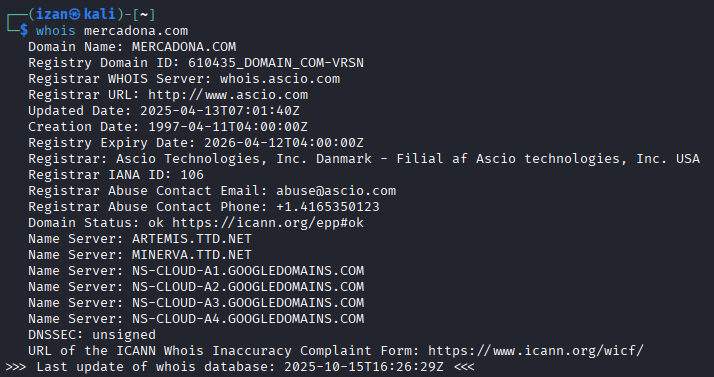 ┌──(izan㉿kali)-[~]
└─$ whois mercadona.com
Domain Name: MERCADONA.COM
Registry Domain ID: 610435_DOMAIN_COM-VRSN
Registrar WHOIS Server: whois.ascio.com
Registrar URL: http://www.ascio.com
Updated Date: 2025-04-13T07:01:40Z
Creation Date: 1997-04-11T04:00:00Z
Registry Expiry Date: 2026-04-12T04:00:00Z
Registrar: Ascio Technologies, Inc. Danmark - Filial af Ascio technologies, Inc. USA
Registrar IANA ID: 106
Registrar Abuse Contact Email: abuse@ascio.com
Registrar Abuse Contact Phone: +1.4165350123
Domain Status: ok https://icann.org/epp#ok
Name Server: ARTEMIS.TTD.NET
Name Server: MINERVA.TTD.NET
Name Server: NS-CLOUD-A1.GOOGLEDOMAINS.COM
Name Server: NS-CLOUD-A2.GOOGLEDOMAINS.COM
Name Server: NS-CLOUD-A3.GOOGLEDOMAINS.COM
Name Server: NS-CLOUD-A4.GOOGLEDOMAINS.COM
DNSSEC: unsigned
URL of the ICANN Whois Inaccuracy Complaint Form: https://www.icann.org/wicf/
>>> Last update of whois database: 2025-10-15T16:26:29Z <<<